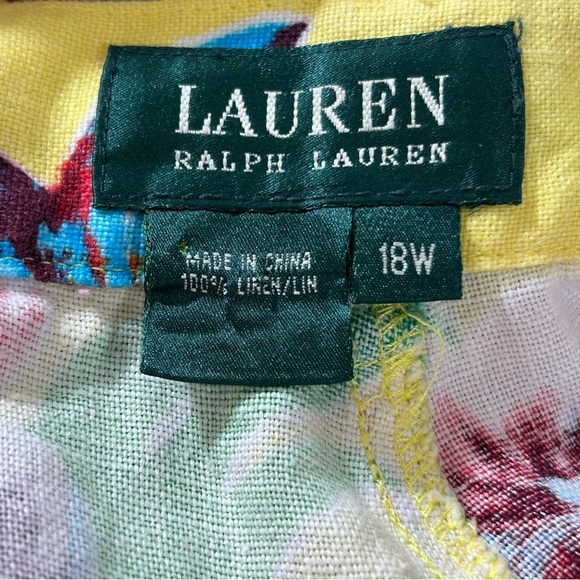 LAUREN
RALPH LAUREN
MADE IN CHINA
100% LINEN/LIN
18W